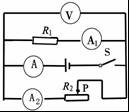 V
R₁ A₁
A S
R₂ P
A₂